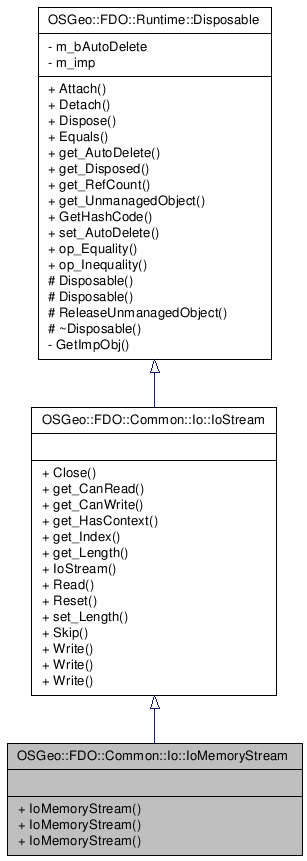 OSGeo::FDO::Runtime::Disposable
- m_bAutoDelete
- m_imp
+ Attach()
+ Detach()
+ Dispose()
+ Equals()
+ get_AutoDelete()
+ get_Disposed()
+ get_RefCount()
+ get_UnmanagedObject()
+ GetHashCode()
+ set_AutoDelete()
+ op_Equality()
+ op_Inequality()
# Disposable()
# Disposable()
# ReleaseUnmanagedObject()
# ~Disposable()
- GetImpObj()
OSGeo::FDO::Common::Io::IoStream
+ Close()
+ get_CanRead()
+ get_CanWrite()
+ get_HasContext()
+ get_Index()
+ get_Length()
+ IoStream()
+ Read()
+ Reset()
+ set_Length()
+ Skip()
+ Write()
+ Write()
+ Write()
OSGeo::FDO::Common::Io::IoMemoryStream
+ IoMemoryStream()
+ IoMemoryStream()
+ IoMemoryStream()